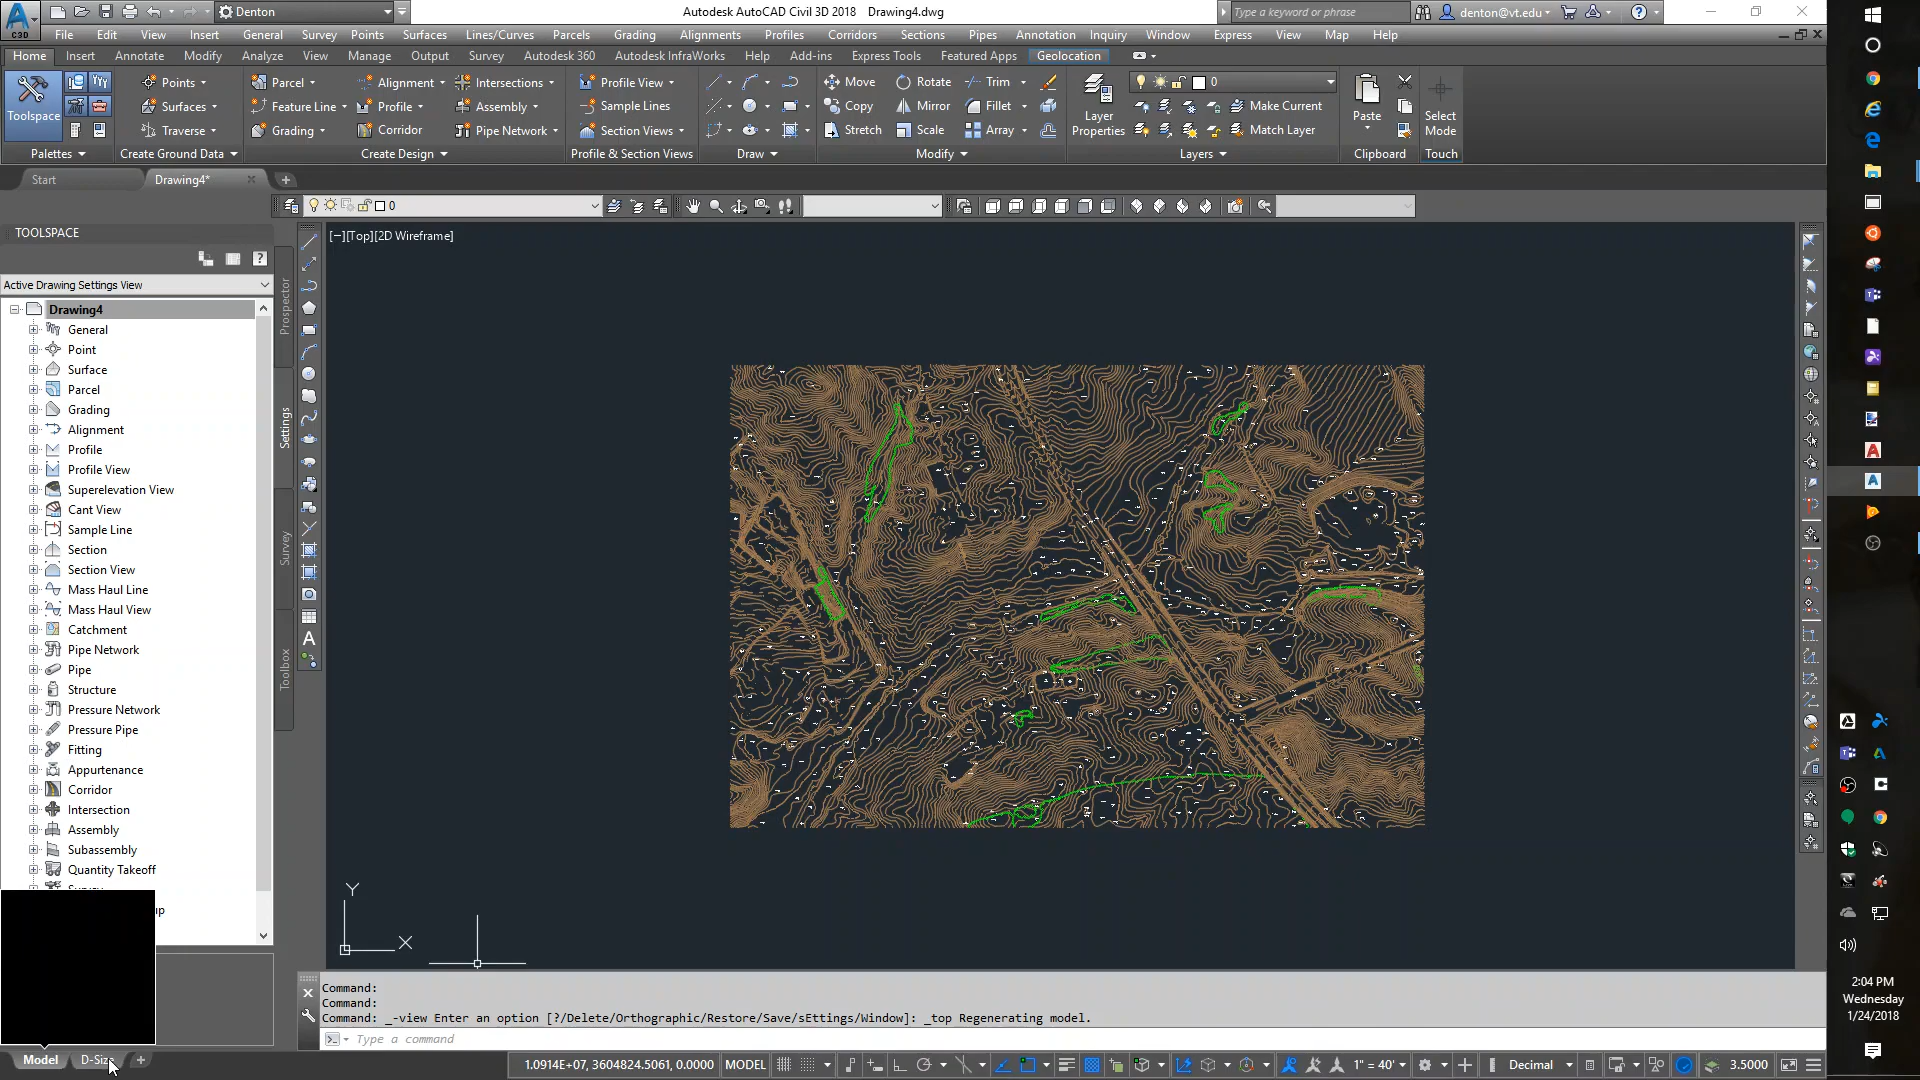 C3D
Denton
Autodesk AutoCAD Civil 3D 2018 Drawing4.dwg
Type a keyword or phrase
denton@vt.edu
File Edit View Insert General Survey Points Surfaces Lines/Curves Parcels Grading Alignments Profiles Corridors Sections Pipes Annotation Inquiry Window Express View Map Help
Home Insert Annotate Modify Analyze View Manage Output Survey Autodesk 360 Autodesk InfraWorks Help Add-ins Express Tools Featured Apps Geolocation
Points Parcel Alignment Intersections Profile View Move Rotate Trim 0
Toolspace Surfaces Feature Line Profile Assembly Sample Lines Copy Mirror Fillet Layer Properties Make Current Paste Select Mode
Traverse Grading Corridor Pipe Network Section Views Stretch Scale Array Match Layer
Palettes Create Ground Data Create Design Profile & Section Views Draw Modify Layers Clipboard Touch
Start Drawing4*
0
TOOLSPACE
[−][Top][2D Wireframe]
Active Drawing Settings View
Drawing4
General
Point
Surface
Parcel
Grading
Alignment
Profile
Profile View
Superelevation View
Cant View
Sample Line
Section
Section View
Mass Haul Line
Mass Haul View
Catchment
Pipe Network
Pipe
Structure
Pressure Network
Pressure Pipe
Fitting
Appurtenance
Corridor
Intersection
Assembly
Subassembly
Quantity Takeoff
Prospector
Settings
Survey
Toolbox
Y
X
Command:
Command:
Command: _-view Enter an option [?/Delete/Orthographic/Restore/Save/sEttings/Window]: _top Regenerating model.
Type a command
Model D-Size
1.0914E+07, 3604824.5061, 0.0000 MODEL 1" = 40' Decimal 3.5000
2:04 PM
Wednesday
1/24/2018